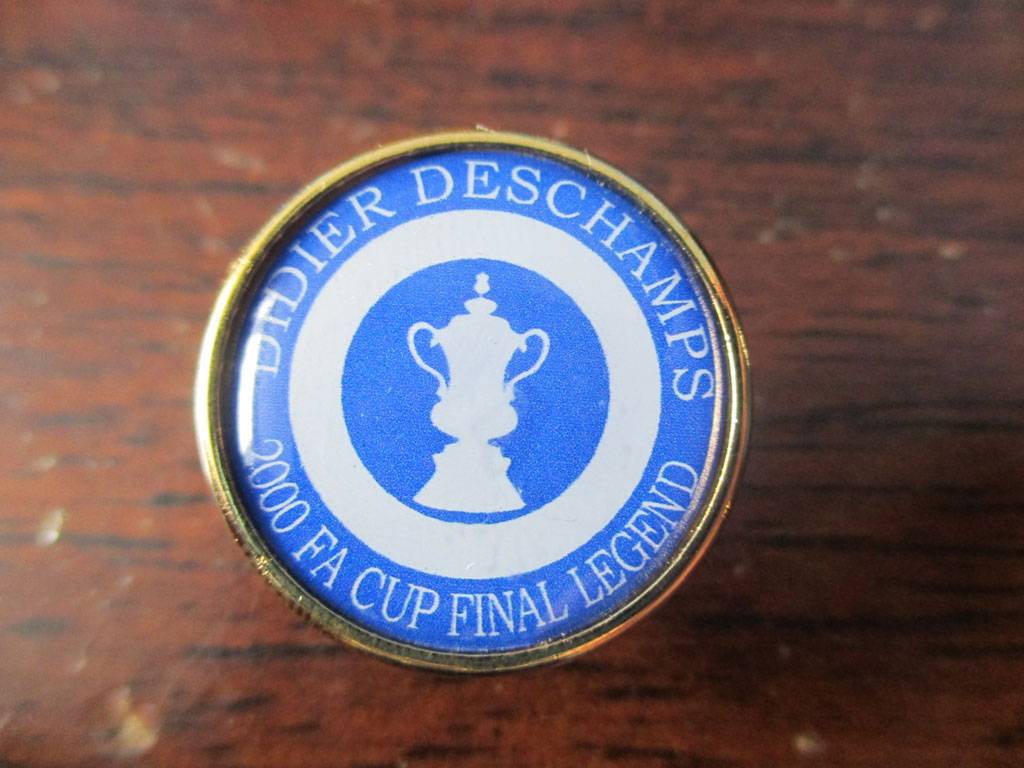 DIDIER DESCHAMPS
2000 FA CUP FINAL LEGEND